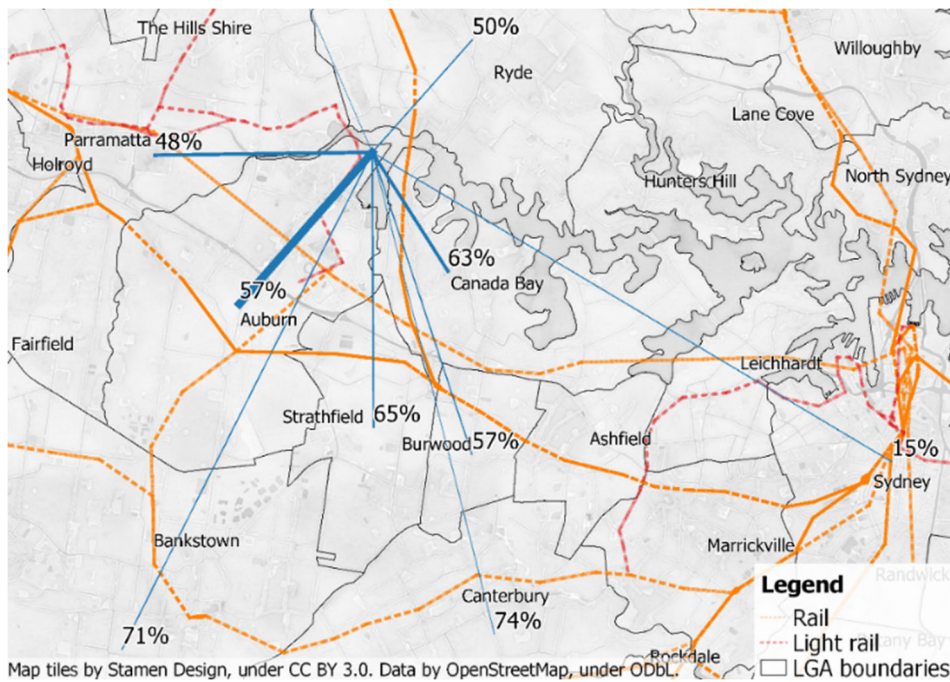 The Hills Shire
50%
Willoughby
Ryde
Lane Cove
Parramatta 48%
Holroyd
North Sydney
Hunters Hill
63%
Canada Bay
57%
Auburn
Fairfield
Leichhardt
Strathfield 65%
Burwood 57%
Ashfield
15%
Sydney
Bankstown
Marrickville
Randwick
Legend
Canterbury
Rail
74%
71%
Light rail
Rockdale
LGA boundaries
Map tiles by Stamen Design, under CC BY 3.0. Data by OpenStreetMap, under ODbL.